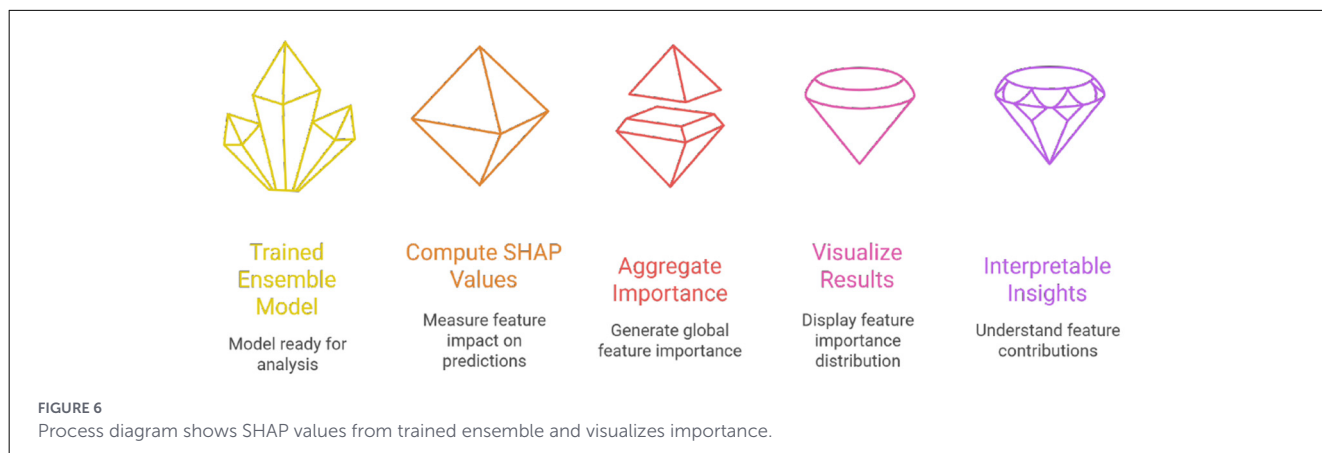 Trained
Ensemble
Model
Model ready for
analysis
Compute SHAP
Values
Measure feature
impact on
predictions
Aggregate
Importance
Generate global
feature importance
Visualize
Results
Display feature
importance
distribution
Interpretable
Insights
Understand feature
contributions
FIGURE 6
Process diagram shows SHAP values from trained ensemble and visualizes importance.